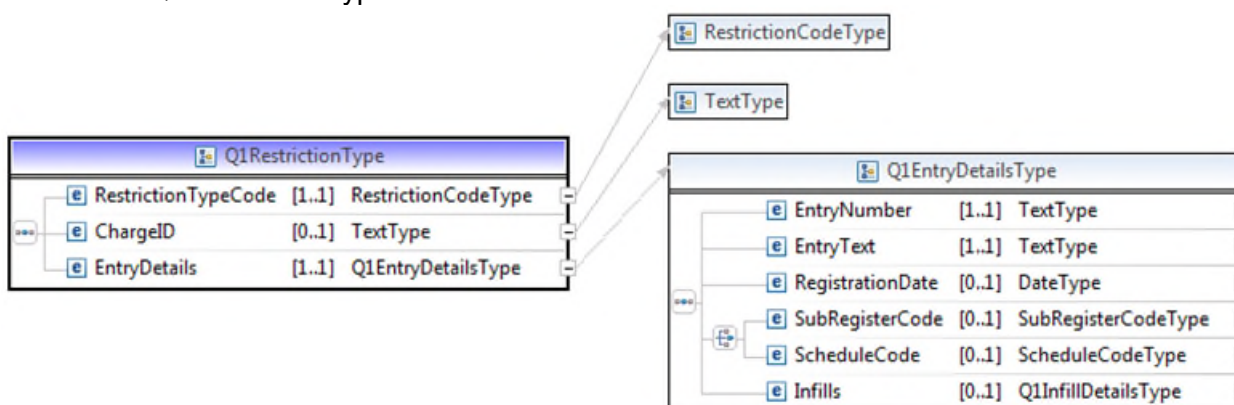 RestrictionCodeType
TextType
Q1RestrictionType
RestrictionTypeCode [1..1] RestrictionCodeType
ChargeID [0..1] TextType
EntryDetails [1..1] Q1EntryDetailsType
Q1EntryDetailsType
EntryNumber [1..1] TextType
EntryText [1..1] TextType
RegistrationDate [0..1] DateType
SubRegisterCode [0..1] SubRegisterCodeType
ScheduleCode [0..1] ScheduleCodeType
Infills [0..1] Q1InfillDetailsType